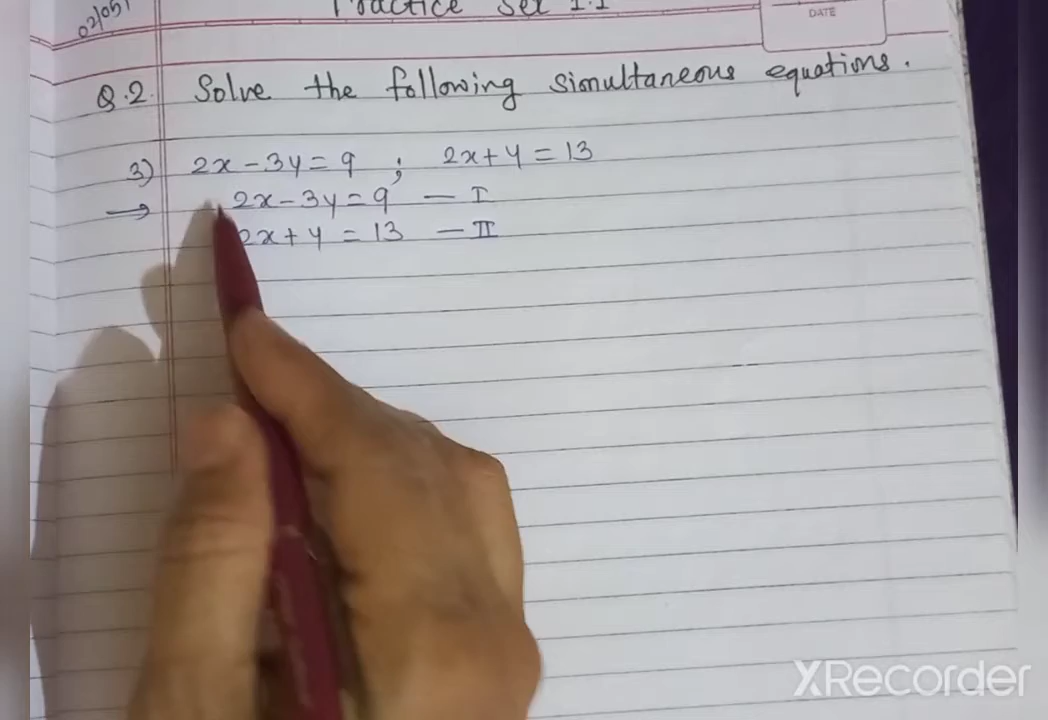 02/05/
Practice Set 1.1
DATE
Q.2. Solve the following simultaneous equations.
3) 2x - 3y = 9 ; 2x + y = 13
→ 2x - 3y = 9 — I
2x + y = 13 — II
XRecorder